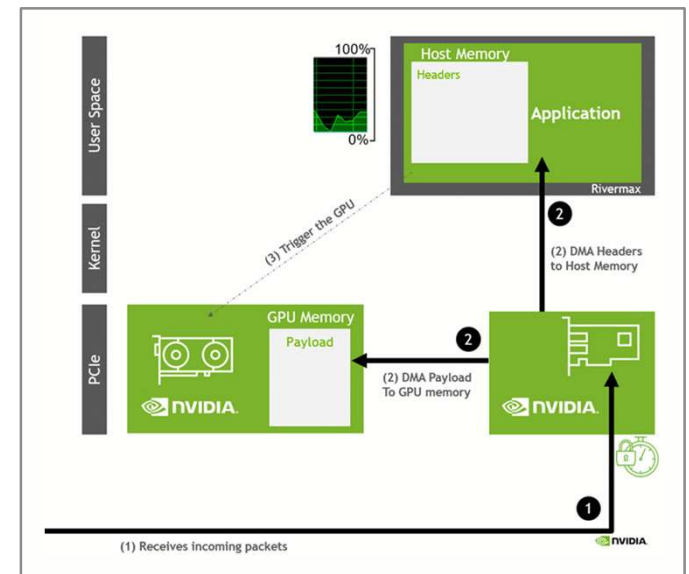 User Space
Kernel
PCIe
100%
0%
Host Memory
Headers
Application
Rivermax
2
(2) DMA Headers
to Host Memory
(3) Trigger the GPU
GPU Memory
Payload
NVIDIA.
2
(2) DMA Payload
To GPU memory
NVIDIA.
1
(1) Receives incoming packets
NVIDIA.